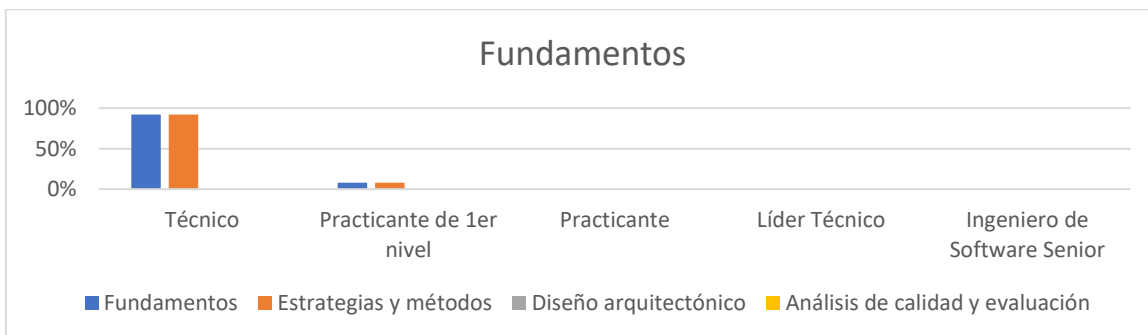 Fundamentos
100%
50%
0%
Técnico
Practicante de 1er
nivel
Practicante
Líder Técnico
Ingeniero de
Software Senior
Fundamentos
Estrategias y métodos
Diseño arquitectónico
Análisis de calidad y evaluación